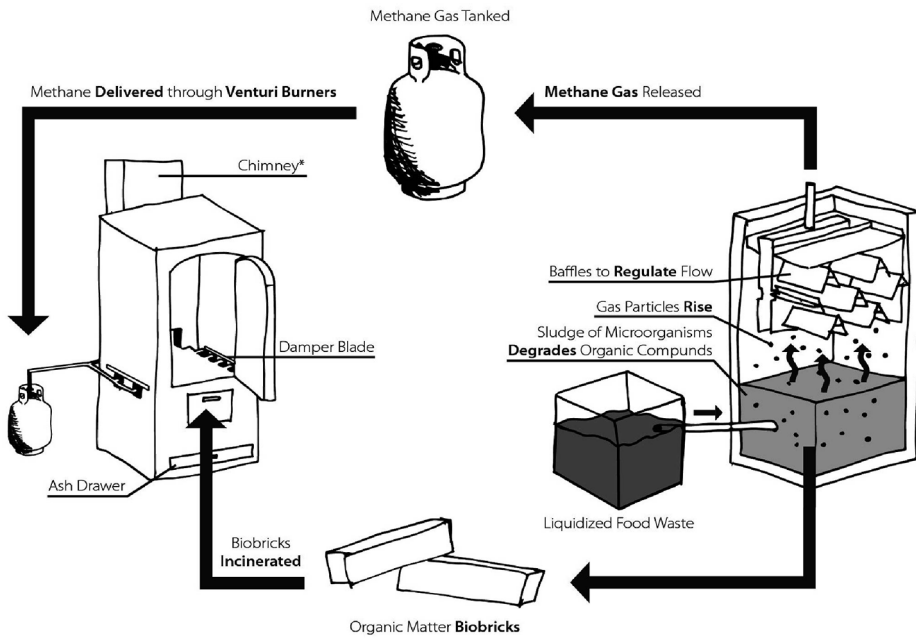 Methane Gas Tanked
Methane Delivered through Venturi Burners
Methane Gas Released
Chimney*
Baffles to Regulate Flow
Gas Particles Rise
Sludge of Microorganisms
Degrades Organic Compunds
Damper Blade
Ash Drawer
Liquidized Food Waste
Biobricks
Incinerated
Organic Matter Biobricks